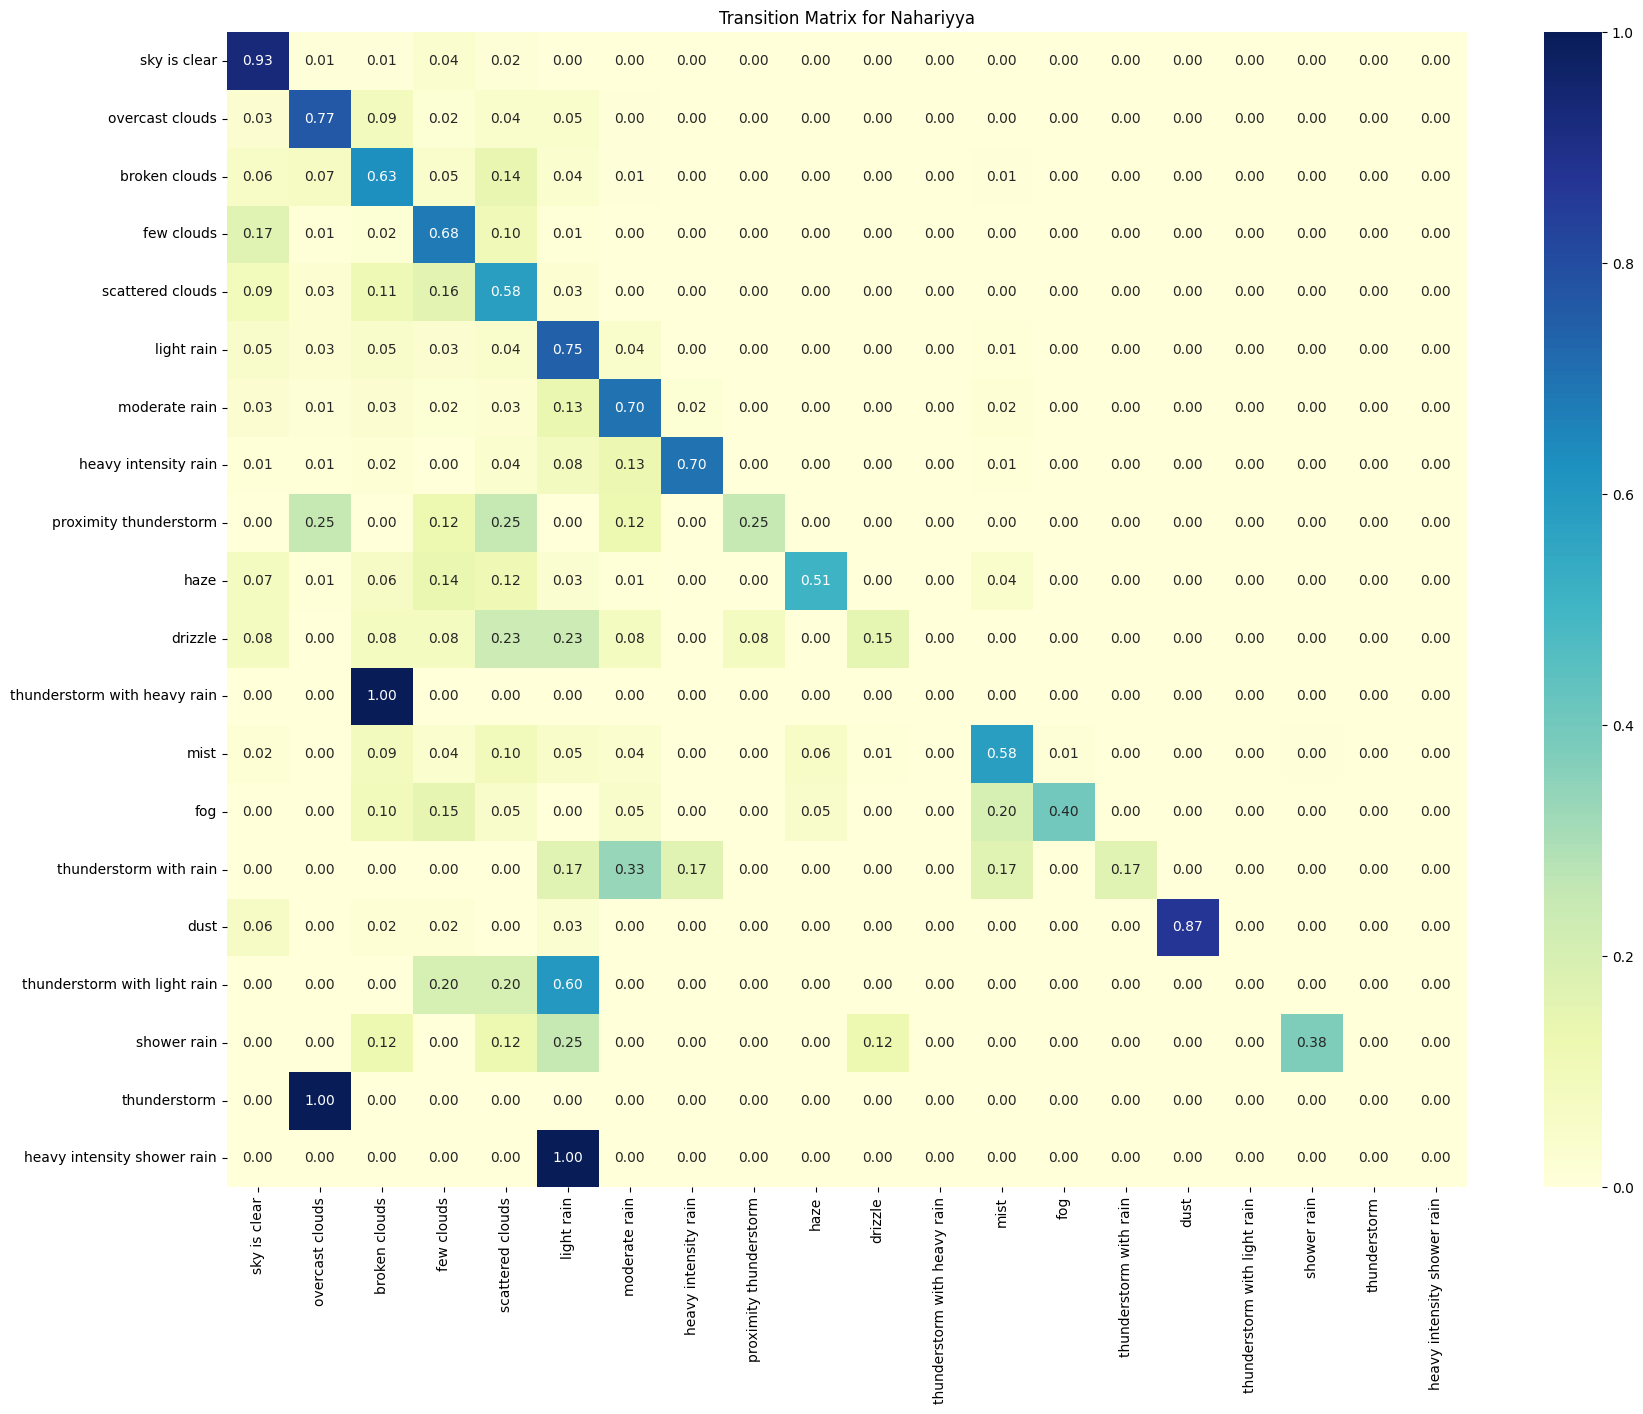 Transition Matrix for Nahariyya
sky is clear 0.93 0.01 0.01 0.04 0.02 0.00 0.00 0.00 0.00 0.00 0.00 0.00 0.00 0.00 0.00 0.00 0.00 0.00 0.00 0.00
overcast clouds 0.03 0.77 0.09 0.02 0.04 0.05 0.00 0.00 0.00 0.00 0.00 0.00 0.00 0.00 0.00 0.00 0.00 0.00 0.00 0.00
broken clouds 0.06 0.07 0.63 0.05 0.14 0.04 0.01 0.00 0.00 0.00 0.00 0.00 0.01 0.00 0.00 0.00 0.00 0.00 0.00 0.00
few clouds 0.17 0.01 0.02 0.68 0.10 0.01 0.00 0.00 0.00 0.00 0.00 0.00 0.00 0.00 0.00 0.00 0.00 0.00 0.00 0.00
scattered clouds 0.09 0.03 0.11 0.16 0.58 0.03 0.00 0.00 0.00 0.00 0.00 0.00 0.00 0.00 0.00 0.00 0.00 0.00 0.00 0.00
light rain 0.05 0.03 0.05 0.03 0.04 0.75 0.04 0.00 0.00 0.00 0.00 0.00 0.01 0.00 0.00 0.00 0.00 0.00 0.00 0.00
moderate rain 0.03 0.01 0.03 0.02 0.03 0.13 0.70 0.02 0.00 0.00 0.00 0.00 0.02 0.00 0.00 0.00 0.00 0.00 0.00 0.00
heavy intensity rain 0.01 0.01 0.02 0.00 0.04 0.08 0.13 0.70 0.00 0.00 0.00 0.00 0.01 0.00 0.00 0.00 0.00 0.00 0.00 0.00
proximity thunderstorm 0.00 0.25 0.00 0.12 0.25 0.00 0.12 0.00 0.25 0.00 0.00 0.00 0.00 0.00 0.00 0.00 0.00 0.00 0.00 0.00
haze 0.07 0.01 0.06 0.14 0.12 0.03 0.01 0.00 0.00 0.51 0.00 0.00 0.04 0.00 0.00 0.00 0.00 0.00 0.00 0.00
drizzle 0.08 0.00 0.08 0.08 0.23 0.23 0.08 0.00 0.08 0.00 0.15 0.00 0.00 0.00 0.00 0.00 0.00 0.00 0.00 0.00
thunderstorm with heavy rain 0.00 0.00 1.00 0.00 0.00 0.00 0.00 0.00 0.00 0.00 0.00 0.00 0.00 0.00 0.00 0.00 0.00 0.00 0.00 0.00
mist 0.02 0.00 0.09 0.04 0.10 0.05 0.04 0.00 0.00 0.06 0.01 0.00 0.58 0.01 0.00 0.00 0.00 0.00 0.00 0.00
fog 0.00 0.00 0.10 0.15 0.05 0.00 0.05 0.00 0.00 0.05 0.00 0.00 0.20 0.40 0.00 0.00 0.00 0.00 0.00 0.00
thunderstorm with rain 0.00 0.00 0.00 0.00 0.00 0.17 0.33 0.17 0.00 0.00 0.00 0.00 0.17 0.00 0.17 0.00 0.00 0.00 0.00 0.00
dust 0.06 0.00 0.02 0.02 0.00 0.03 0.00 0.00 0.00 0.00 0.00 0.00 0.00 0.00 0.00 0.87 0.00 0.00 0.00 0.00
thunderstorm with light rain 0.00 0.00 0.00 0.20 0.20 0.60 0.00 0.00 0.00 0.00 0.00 0.00 0.00 0.00 0.00 0.00 0.00 0.00 0.00 0.00
shower rain 0.00 0.00 0.12 0.00 0.12 0.25 0.00 0.00 0.00 0.00 0.12 0.00 0.00 0.00 0.00 0.00 0.00 0.38 0.00 0.00
thunderstorm 0.00 1.00 0.00 0.00 0.00 0.00 0.00 0.00 0.00 0.00 0.00 0.00 0.00 0.00 0.00 0.00 0.00 0.00 0.00 0.00
heavy intensity shower rain 0.00 0.00 0.00 0.00 0.00 1.00 0.00 0.00 0.00 0.00 0.00 0.00 0.00 0.00 0.00 0.00 0.00 0.00 0.00 0.00
sky is clear
overcast clouds
broken clouds
few clouds
scattered clouds
light rain
moderate rain
heavy intensity rain
proximity thunderstorm
haze
drizzle
thunderstorm with heavy rain
mist
fog
thunderstorm with rain
dust
thunderstorm with light rain
shower rain
thunderstorm
heavy intensity shower rain
1.0
0.8
0.6
0.4
0.2
0.0